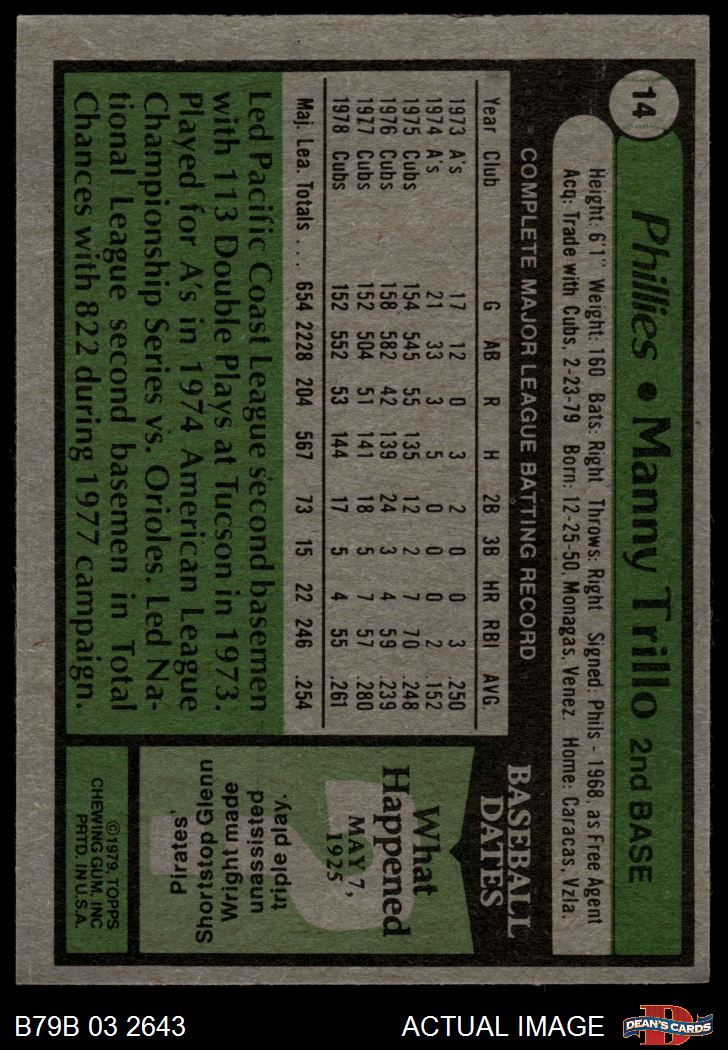 14
Phillies • Manny Trillo 2nd BASE
Height: 6'1" Weight: 160 Bats: Right Throws: Right Signed: Phils - 1968, as Free Agent
Acq: Trade with Cubs, 2-23-79 Born: 12-25-50, Monagas, Venez. Home: Caracas, Vzla.
COMPLETE MAJOR LEAGUE BATTING RECORD
Year Club G AB R H 2B 3B HR RBI AVG.
1973 A's 17 12 0 3 2 0 0 3 .250
1974 A's 21 33 3 5 0 0 0 2 .152
1975 Cubs 154 545 55 135 12 2 7 70 .248
1976 Cubs 158 582 42 139 24 3 4 59 .239
1977 Cubs 152 504 51 141 18 5 7 57 .280
1978 Cubs 152 552 53 144 17 5 4 55 .261
Maj. Lea. Totals . . . 654 2228 204 567 73 15 22 246 .254
Led Pacific Coast League second basemen
with 113 Double Plays at Tucson in 1973.
Played for A's in 1974 American League
Championship Series vs. Orioles. Led Na-
tional League second basemen in Total
Chances with 822 during 1977 campaign.
BASEBALL
DATES
What
Happened
MAY 7,
1925
Shortstop Glenn
Wright made
unassisted
triple play.
Pirates'
©1979, TOPPS
CHEWING GUM, INC
PRTD. IN U.S.A.
B79B 03 2643
ACTUAL IMAGE
D
DEAN'S CARDS